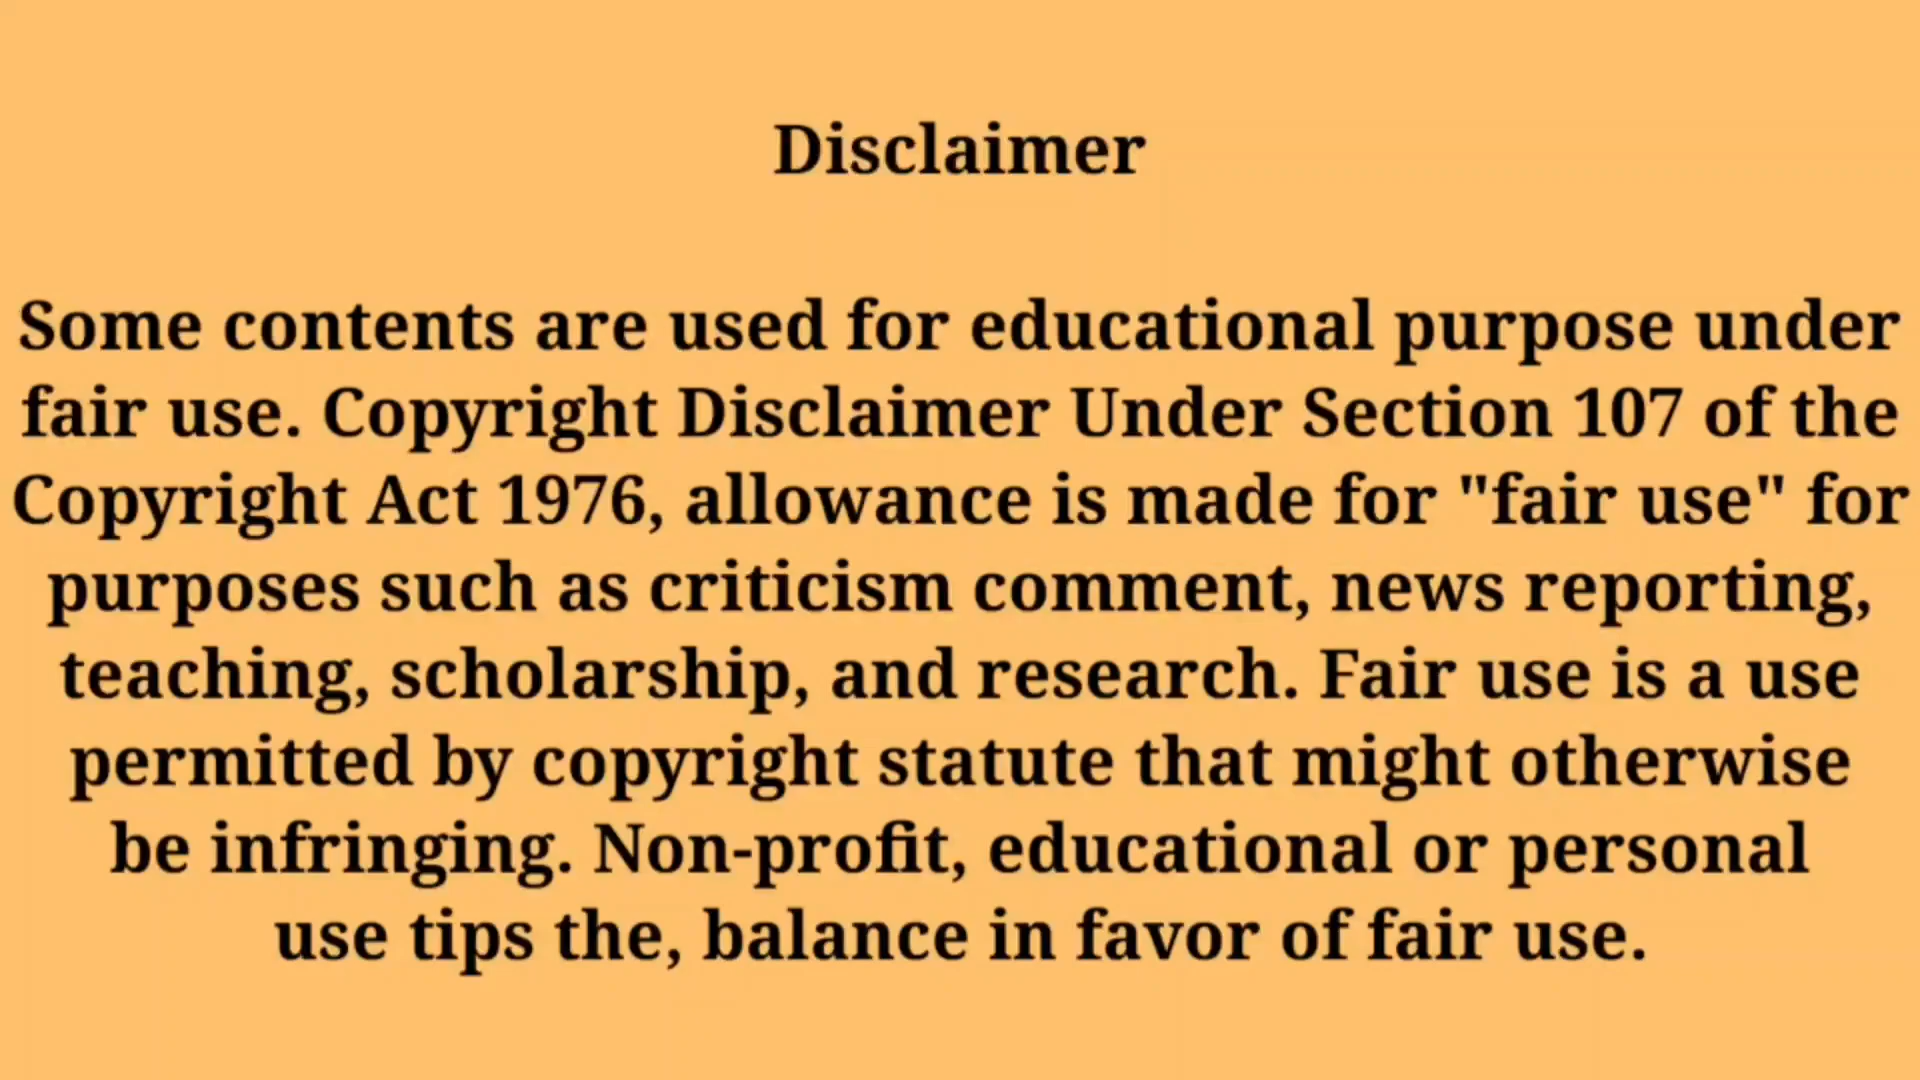 Disclaimer
Some contents are used for educational purpose under
fair use. Copyright Disclaimer Under Section 107 of the
Copyright Act 1976, allowance is made for "fair use" for
purposes such as criticism comment, news reporting,
teaching, scholarship, and research. Fair use is a use
permitted by copyright statute that might otherwise
be infringing. Non-profit, educational or personal
use tips the, balance in favor of fair use.